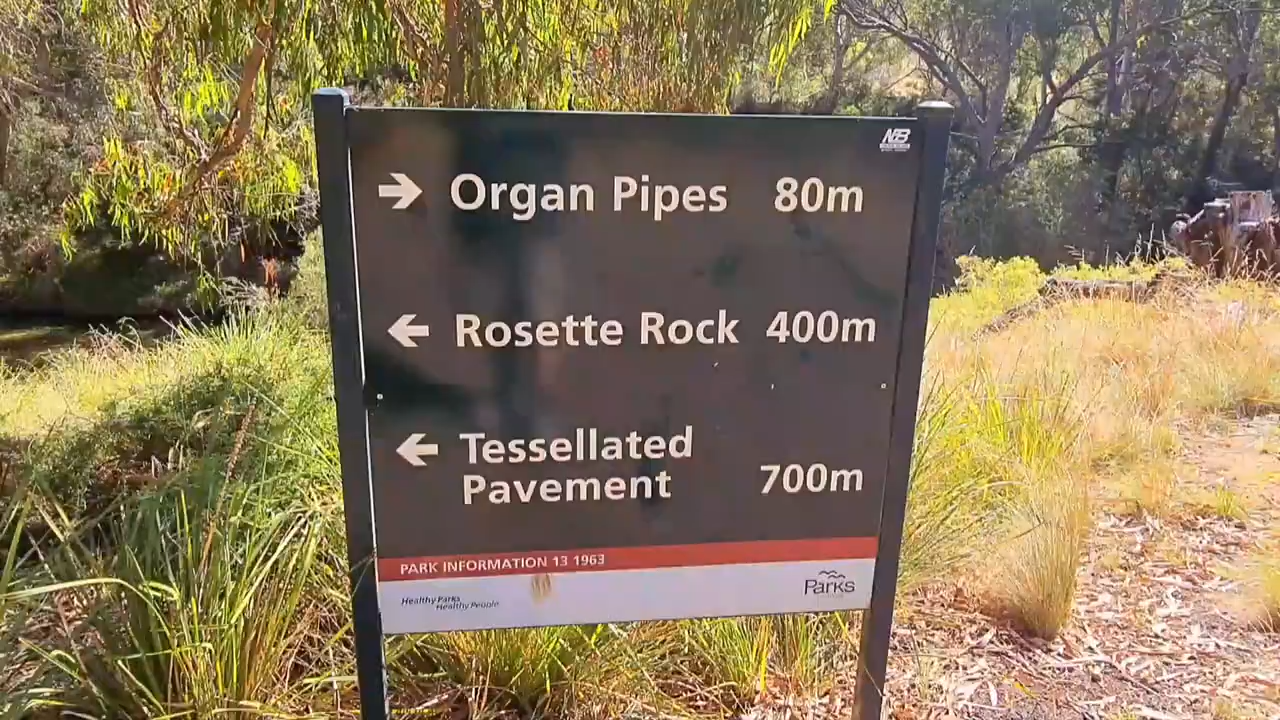 Organ Pipes 80m
Rosette Rock 400m
Tessellated
Pavement 700m
PARK INFORMATION 13 1963
Healthy Parks
Healthy People
Parks